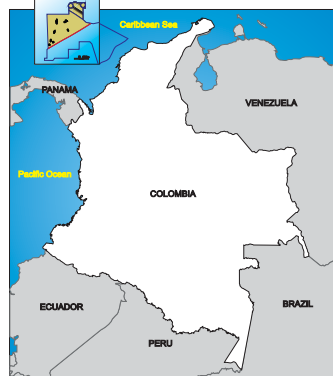 Caribbean Sea
PANAMA
VENEZUELA
Pacific Ocean
COLOMBIA
ECUADOR
BRAZIL
PERU